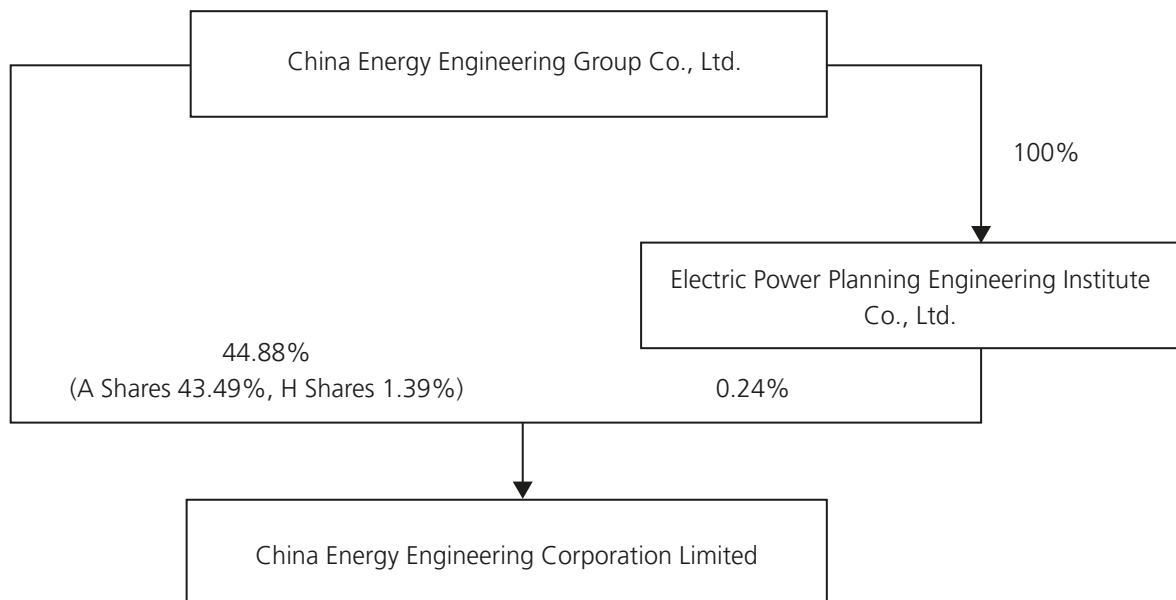 China Energy Engineering Group Co., Ltd.
100%
Electric Power Planning Engineering Institute
Co., Ltd.
44.88%
(A Shares 43.49%, H Shares 1.39%)
0.24%
China Energy Engineering Corporation Limited